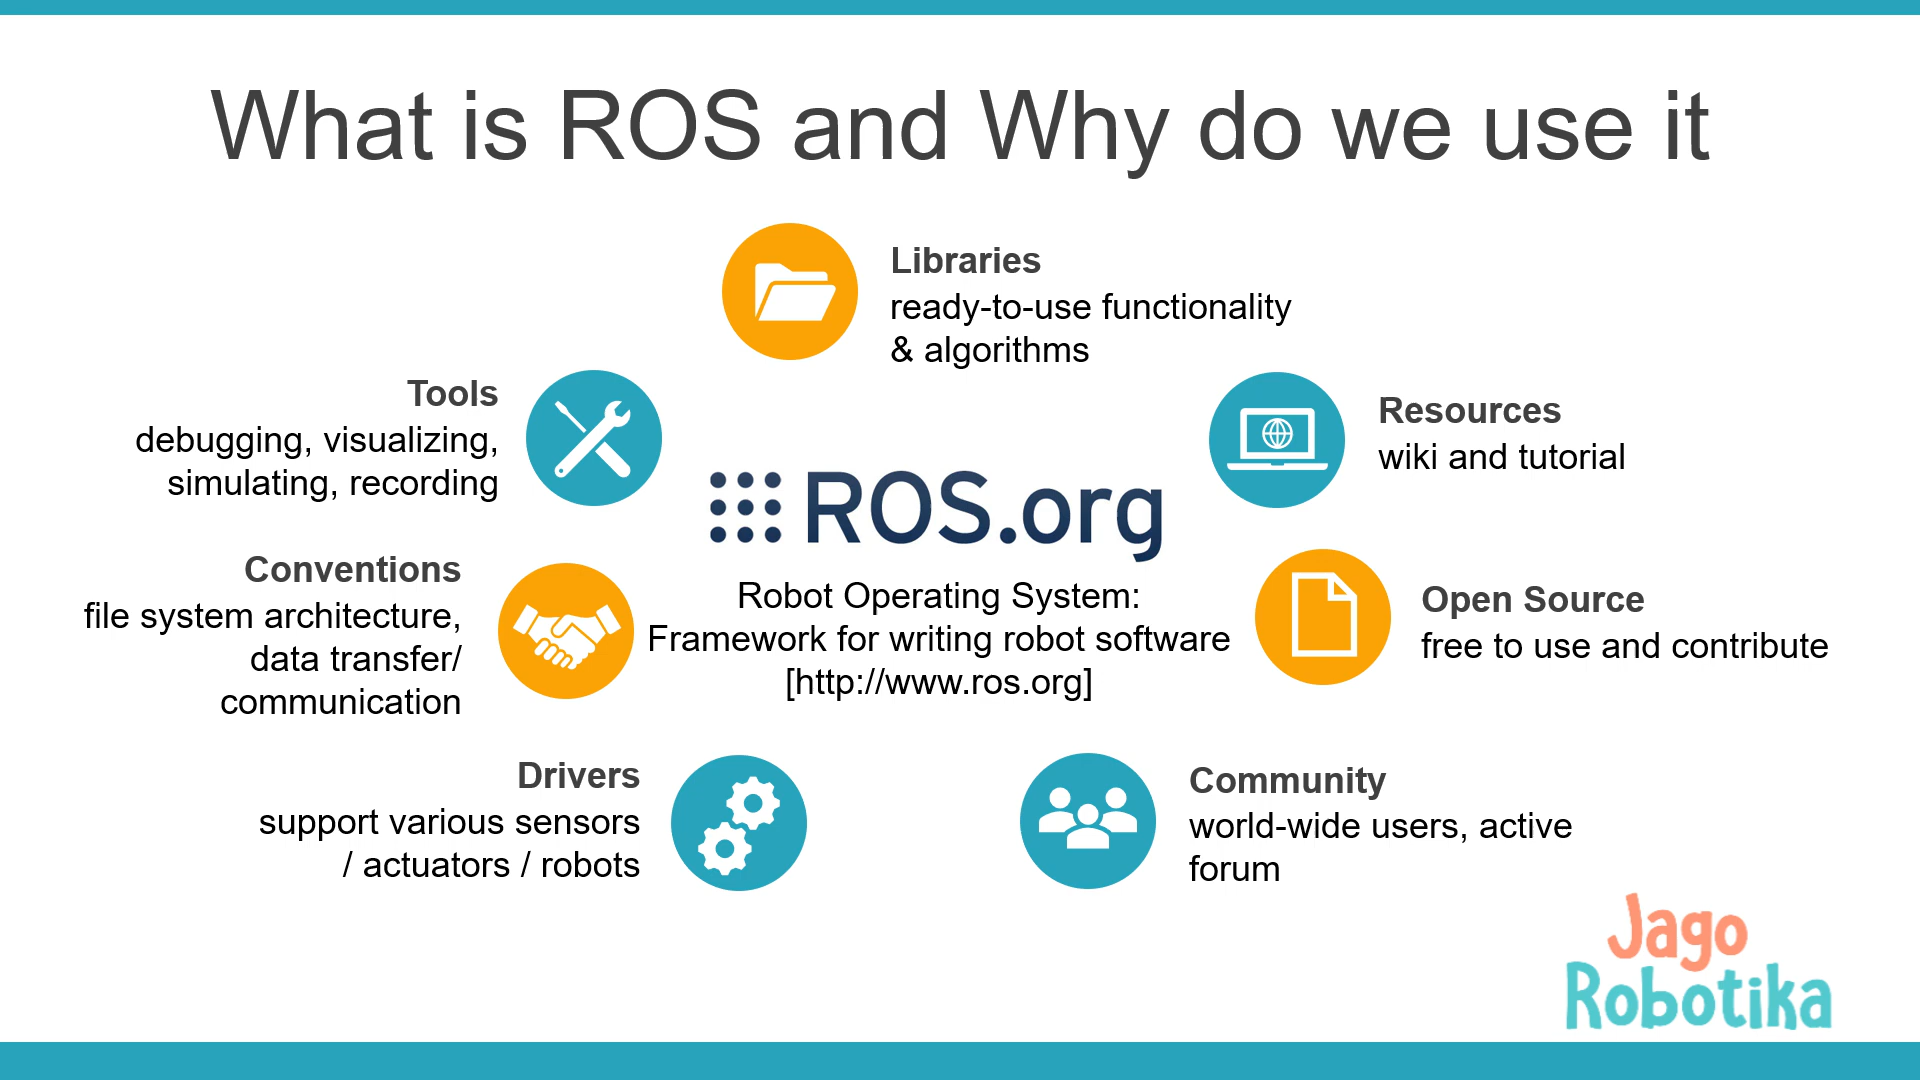 What is ROS and Why do we use it
Libraries
ready-to-use functionality
& algorithms
Tools
debugging, visualizing,
simulating, recording
Resources
wiki and tutorial
ROS.org
Robot Operating System:
Framework for writing robot software
[http://www.ros.org]
Conventions
file system architecture,
data transfer/
communication
Open Source
free to use and contribute
Drivers
support various sensors
/ actuators / robots
Community
world-wide users, active
forum
Jago
Robotika